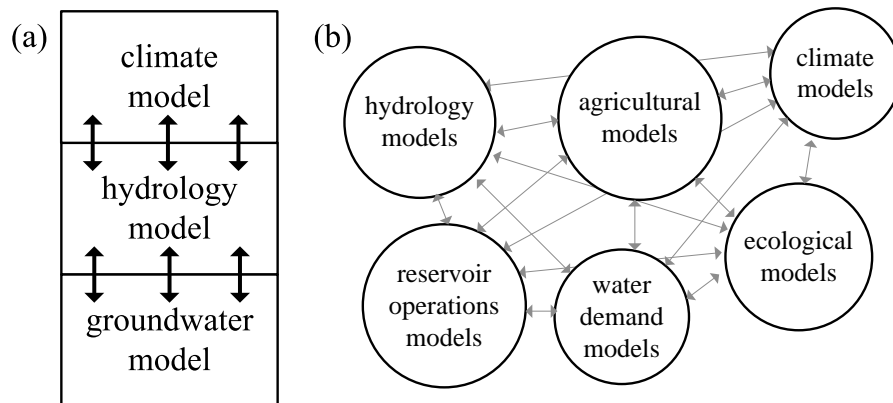 (a)
climate
model
hydrology
model
groundwater
model
(b)
hydrology
models
agricultural
models
climate
models
reservoir
operations
models
water
demand
models
ecological
models